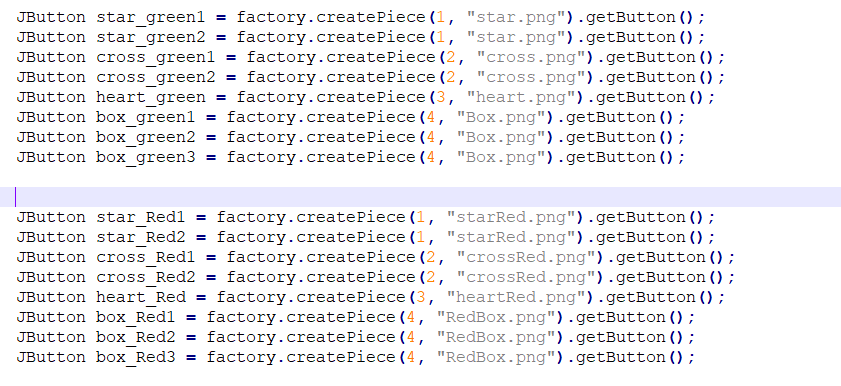 JButton star_green1 = factory.createPiece(1, "star.png").getButton();
JButton star_green2 = factory.createPiece(1, "star.png").getButton();
JButton cross_green1 = factory.createPiece(2, "cross.png").getButton();
JButton cross_green2 = factory.createPiece(2, "cross.png").getButton();
JButton heart_green = factory.createPiece(3, "heart.png").getButton();
JButton box_green1 = factory.createPiece(4, "Box.png").getButton();
JButton box_green2 = factory.createPiece(4, "Box.png").getButton();
JButton box_green3 = factory.createPiece(4, "Box.png").getButton();
JButton star_Red1 = factory.createPiece(1, "starRed.png").getButton();
JButton star_Red2 = factory.createPiece(1, "starRed.png").getButton();
JButton cross_Red1 = factory.createPiece(2, "crossRed.png").getButton();
JButton cross_Red2 = factory.createPiece(2, "crossRed.png").getButton();
JButton heart_Red = factory.createPiece(3, "heartRed.png").getButton();
JButton box_Red1 = factory.createPiece(4, "RedBox.png").getButton();
JButton box_Red2 = factory.createPiece(4, "RedBox.png").getButton();
JButton box_Red3 = factory.createPiece(4, "RedBox.png").getButton();